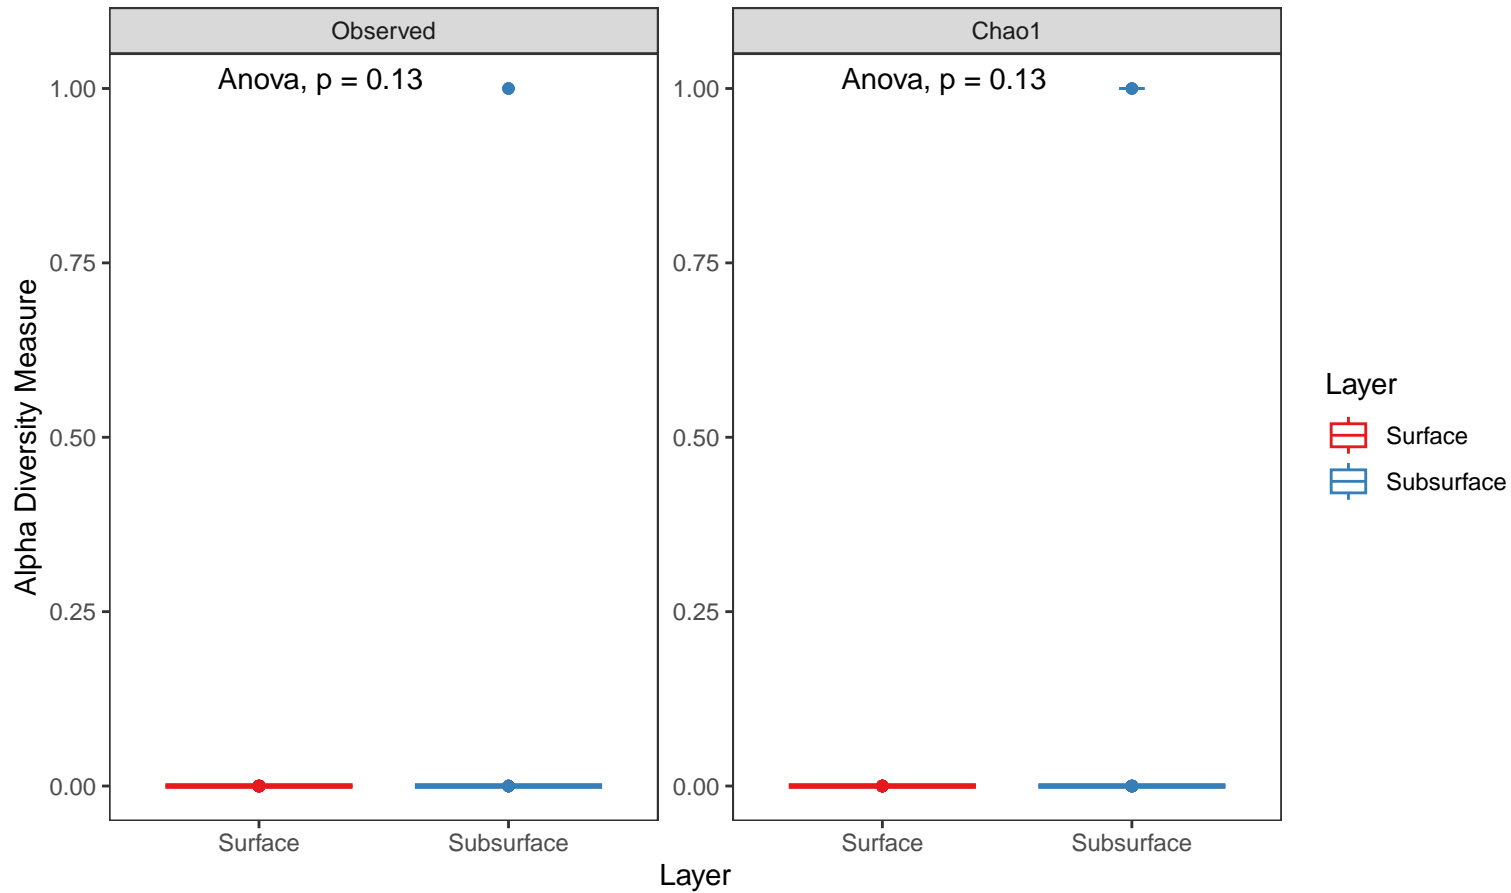 Observed
Chao1
Anova, p = 0.13
Anova, p = 0.13
1.00
0.75
0.50
0.25
0.00
1.00
0.75
0.50
0.25
0.00
Alpha Diversity Measure
Surface
Subsurface
Surface
Subsurface
Layer
Layer
Surface
Subsurface